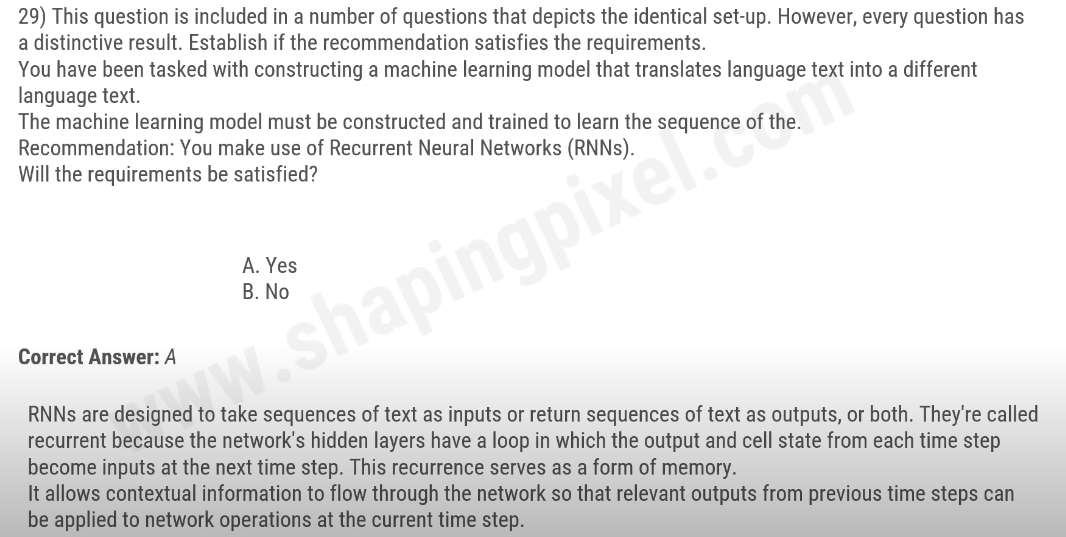 29) This question is included in a number of questions that depicts the identical set-up. However, every question has
a distinctive result. Establish if the recommendation satisfies the requirements.
You have been tasked with constructing a machine learning model that translates language text into a different
language text.
The machine learning model must be constructed and trained to learn the sequence of the.
Recommendation: You make use of Recurrent Neural Networks (RNNs).
Will the requirements be satisfied?
A. Yes
B. No
Correct Answer: A
RNNs are designed to take sequences of text as inputs or return sequences of text as outputs, or both. They're called
recurrent because the network's hidden layers have a loop in which the output and cell state from each time step
become inputs at the next time step. This recurrence serves as a form of memory.
It allows contextual information to flow through the network so that relevant outputs from previous time steps can
be applied to network operations at the current time step.
www.shapingpixel.com